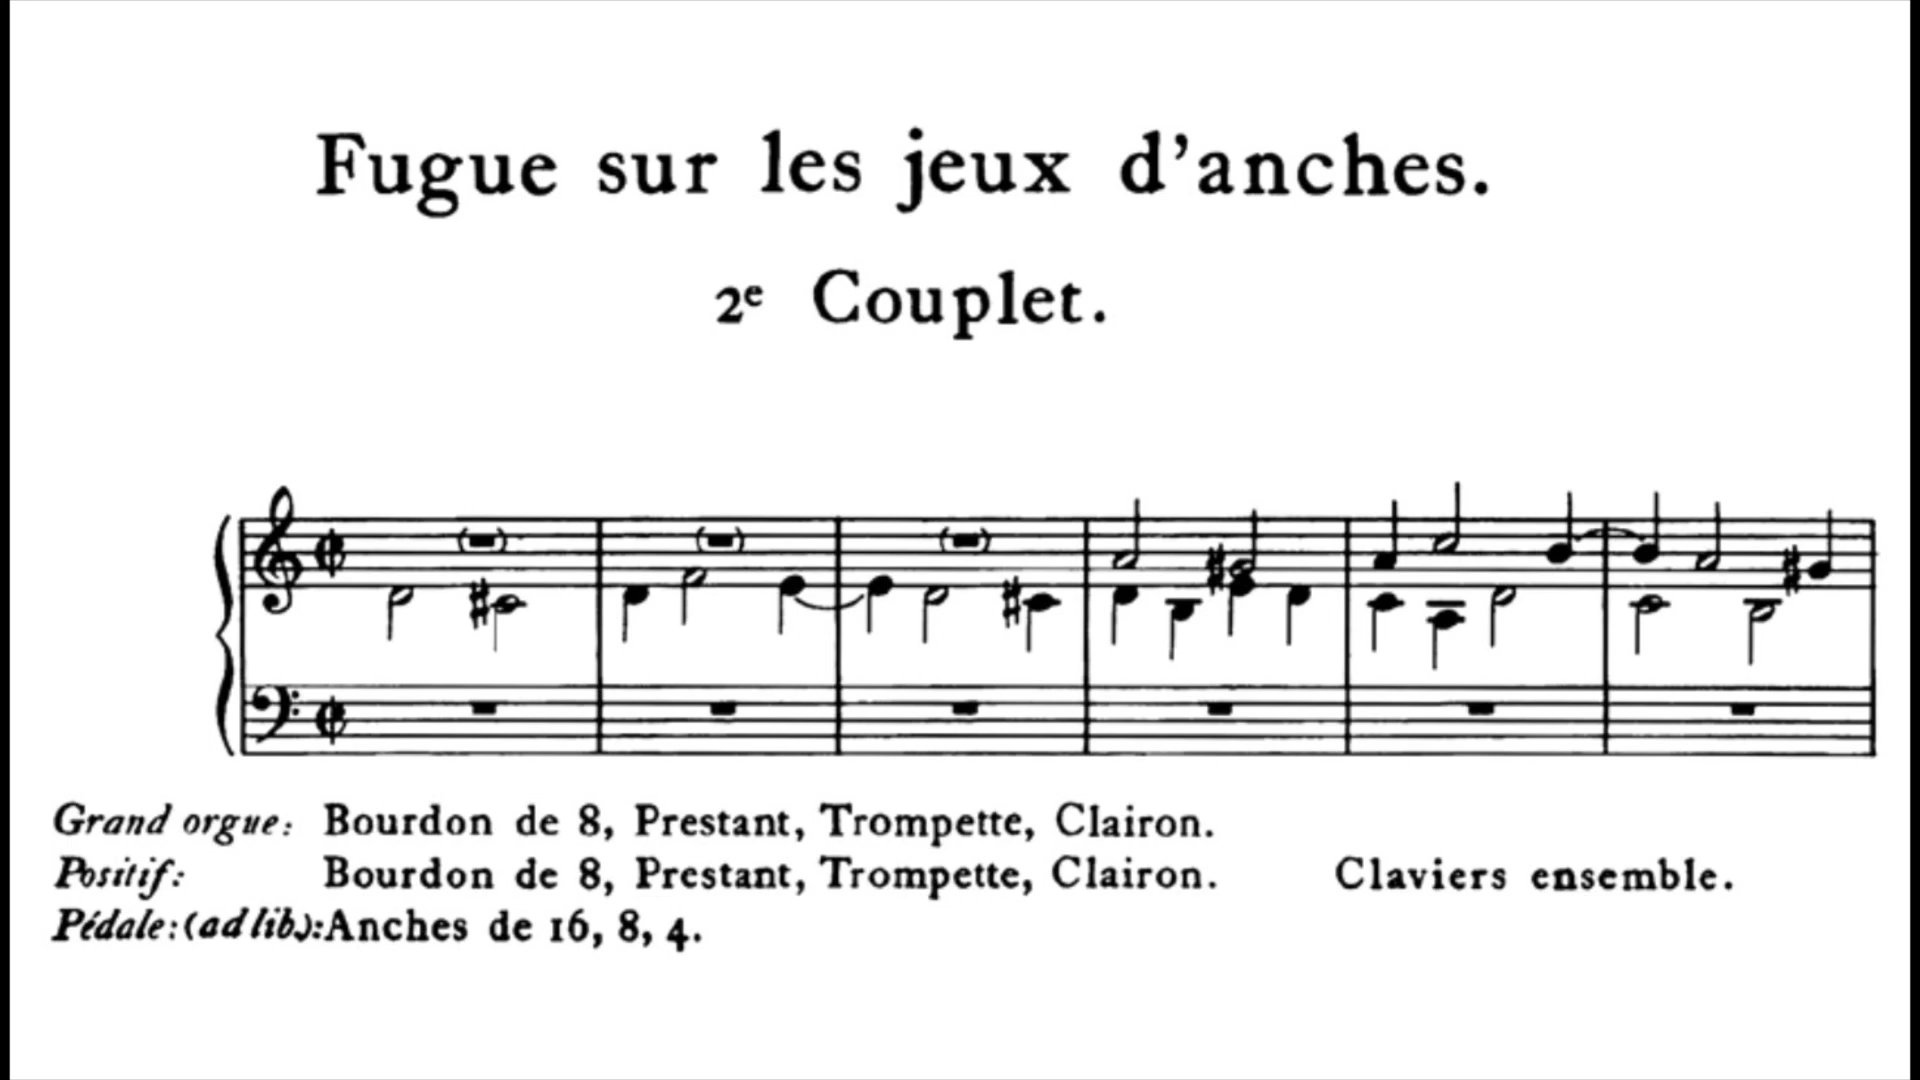 Fugue sur les jeux d'anches.
2e Couplet.
Grand orgue: Bourdon de 8, Prestant, Trompette, Clairon.
Positif: Bourdon de 8, Prestant, Trompette, Clairon. Claviers ensemble.
Pédale: (ad lib.): Anches de 16, 8, 4.